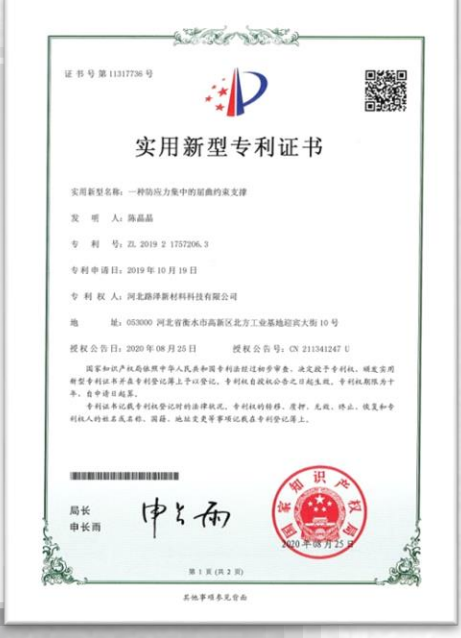 证书号第11317736号
实用新型专利证书
实用新型名称：一种防应力集中的屈曲约束支撑
发 明 人：陈晶晶
专 利 号：ZL 2019 2 1757206.3
专利申请日：2019年10月19日
专 利 权 人：河北路泽新材料科技有限公司
地 址：053000 河北省衡水市高新区北方工业基地迎宾大街10号
授权公告日：2020年08月25日 授权公告号：CN 211341247 U
国家知识产权局依照中华人民共和国专利法经过初步审查，决定授予专利权，颁发实用
新型专利证书并在专利登记簿上予以登记。专利权自授权公告之日起生效。专利权期限为十
年，自申请日起算。
专利证书记载专利权登记时的法律状况。专利权的转移、质押、无效、终止、恢复和专
利权人的姓名或名称、国籍、地址变更等事项记载在专利登记簿上。
局长
申长雨
申长雨
国家知识产权局
2020年08月25日
第 1 页 (共 2 页)
其他事项参见背面